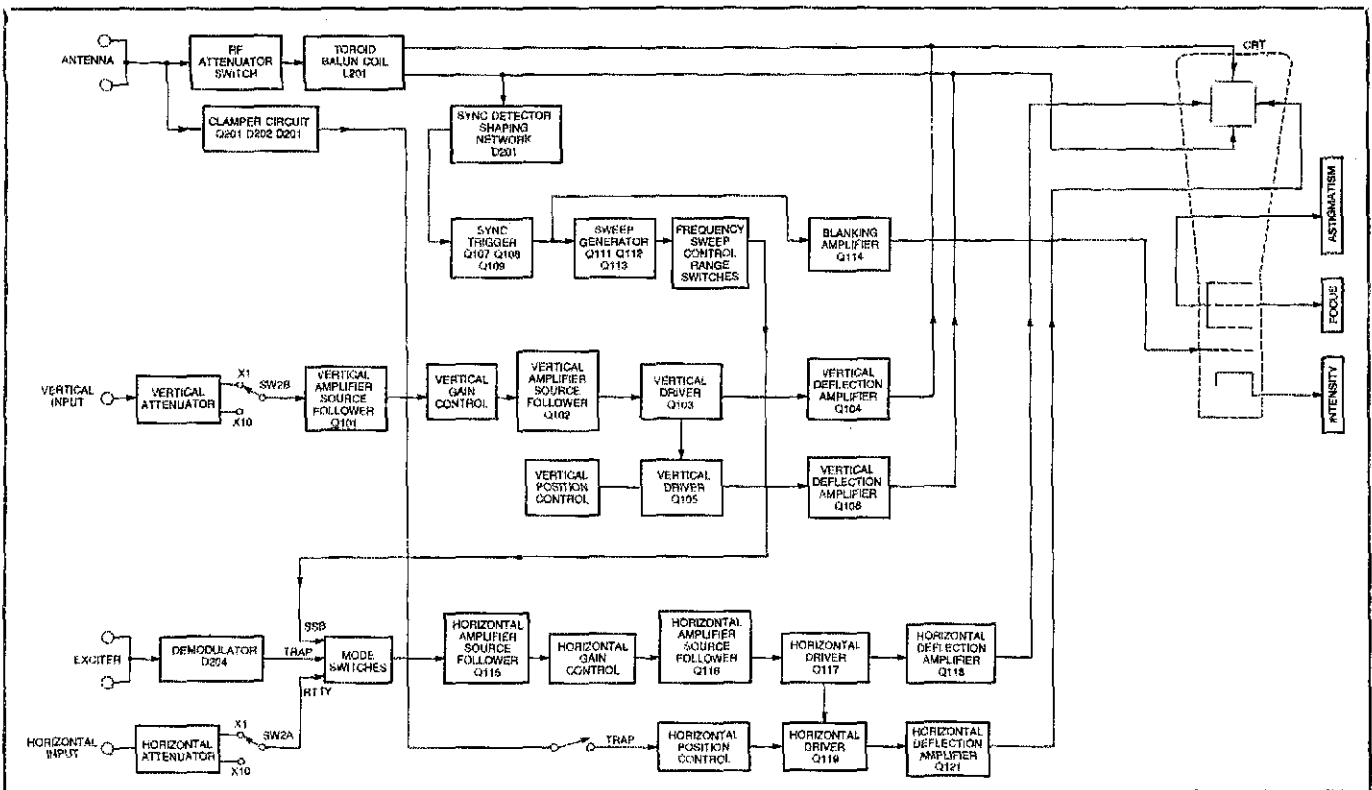 ANTENNA
RF
ATTENUATOR
SWITCH
TOROID
BALUN COIL
L201
CRT
CLAMPER CIRCUIT
Q201 D202 D201
SYNC DETECTOR
SHAPING
NETWORK
D201
SYNC
TRIGGER
Q107 Q108
Q109
SWEEP
GENERATOR
Q111 Q112
Q113
FREQUENCY
SWEEP
CONTROL
RANGE
SWITCHES
BLANKING
AMPLIFIER
Q114
ASTIGMATISM
FOCUS
INTENSITY
VERTICAL
INPUT
VERTICAL
ATTENUATOR
X1
SW2B
X10
VERTICAL
AMPLIFIER
SOURCE
FOLLOWER
Q101
VERTICAL
GAIN
CONTROL
VERTICAL
AMPLIFIER
SOURCE
FOLLOWER
Q102
VERTICAL
DRIVER
Q103
VERTICAL
DEFLECTION
AMPLIFIER
Q104
VERTICAL
POSITION
CONTROL
VERTICAL
DRIVER
Q105
VERTICAL
DEFLECTION
AMPLIFIER
Q106
EXCITER
DEMODULATOR
D204
SSB
TRAP
RTTY
MODE
SWITCHES
HORIZONTAL
AMPLIFIER
SOURCE
FOLLOWER
Q115
HORIZONTAL
GAIN
CONTROL
HORIZONTAL
AMPLIFIER
SOURCE
FOLLOWER
Q116
HORIZONTAL
DRIVER
Q117
HORIZONTAL
DEFLECTION
AMPLIFIER
Q118
HORIZONTAL
INPUT
HORIZONTAL
ATTENUATOR
X1
SW2A
X10
TRAP
HORIZONTAL
POSITION
CONTROL
HORIZONTAL
DRIVER
Q119
HORIZONTAL
DEFLECTION
AMPLIFIER
Q121